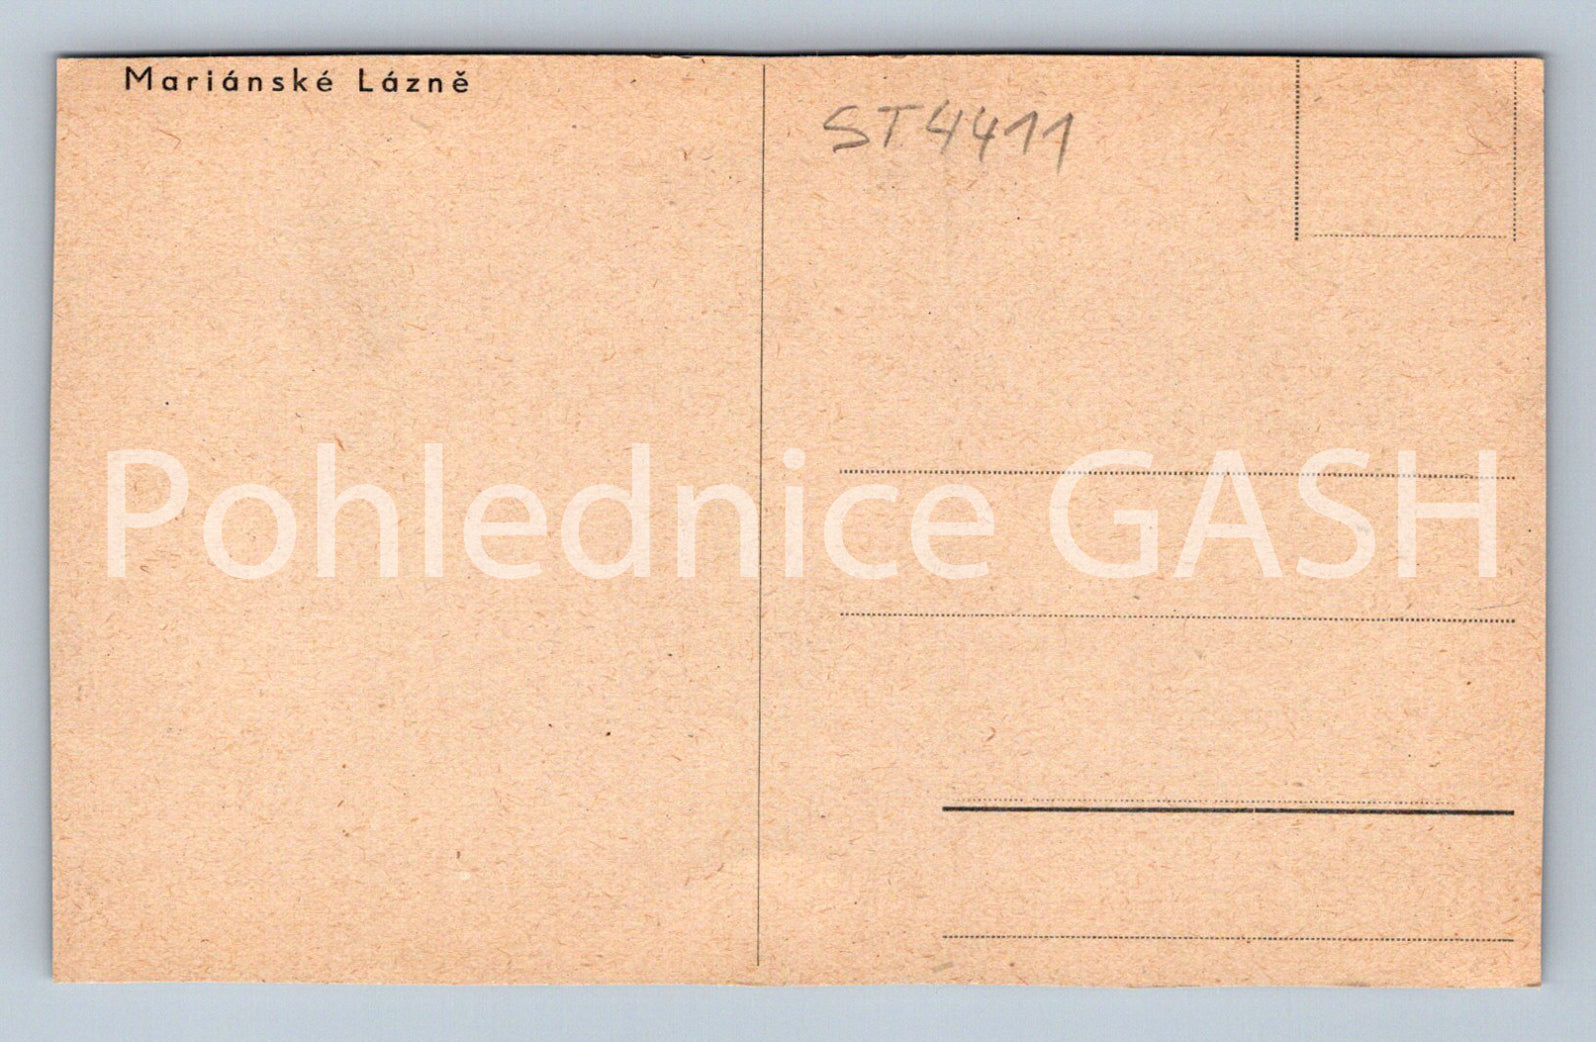 Mariánské Lázně
ST4411
Pohlednice GASH